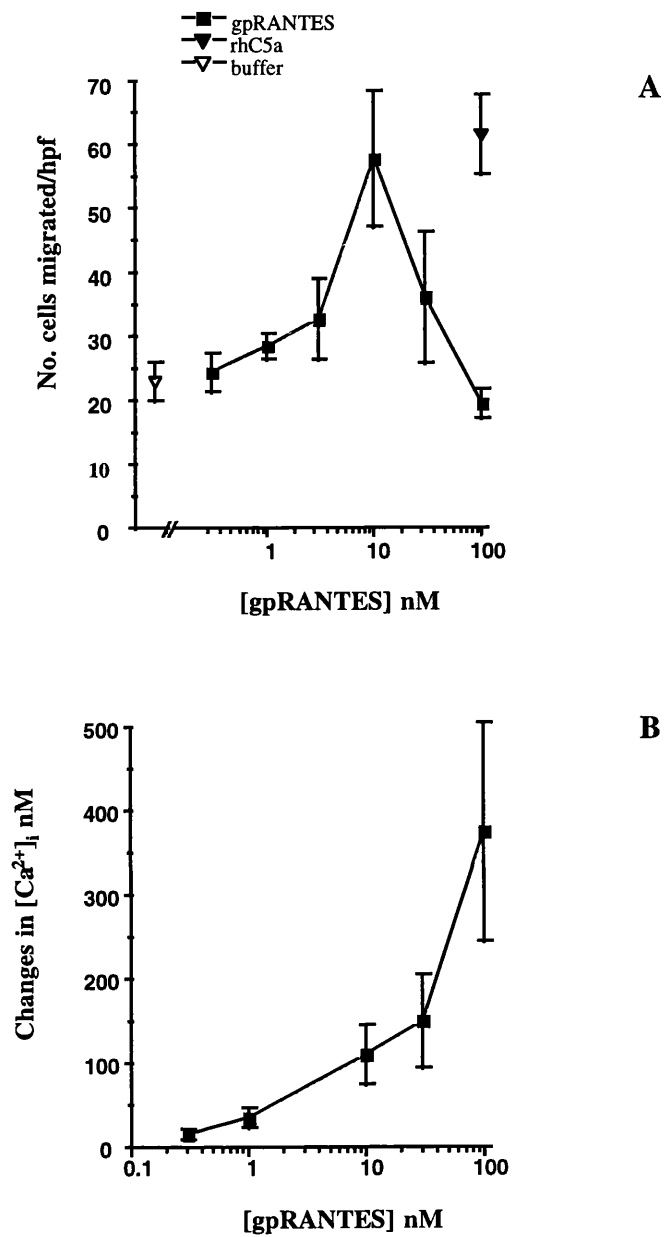 gpRANTES
rhC5a
buffer
A
70
60
50
40
30
20
10
0
No. cells migrated/hpf
1 10 100
[gpRANTES] nM
B
500
400
300
200
100
0
Changes in [Ca²⁺]ᵢ nM
0.1 1 10 100
[gpRANTES] nM